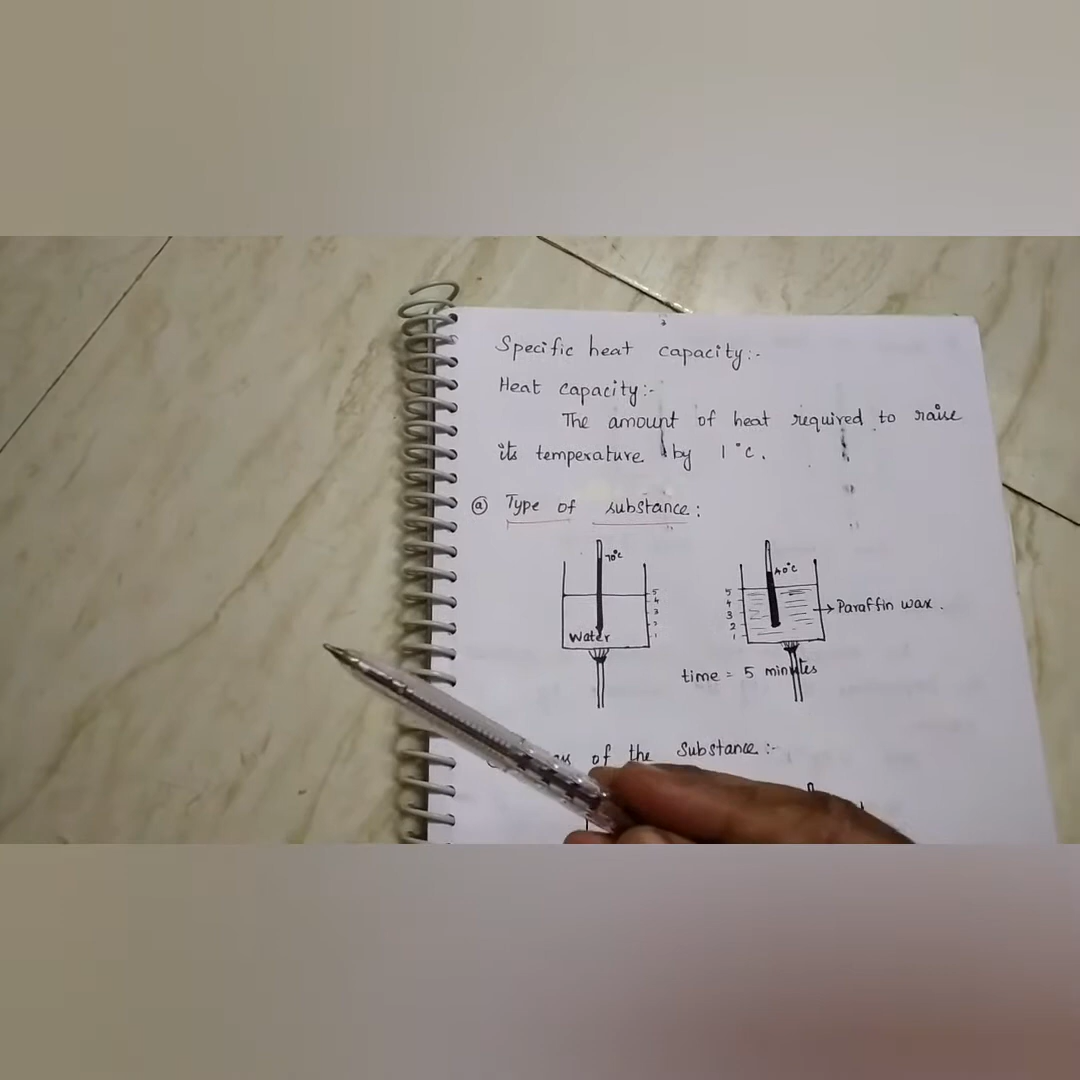 Specific heat capacity:-
Heat capacity:-
The amount of heat required to raise
its temperature by 1°C.
ⓐ Type of substance:
70°C
40°C
5
4
3
2
1
Water
5
4
3
2
1
Paraffin wax.
time = 5 minutes
of the Substance:-